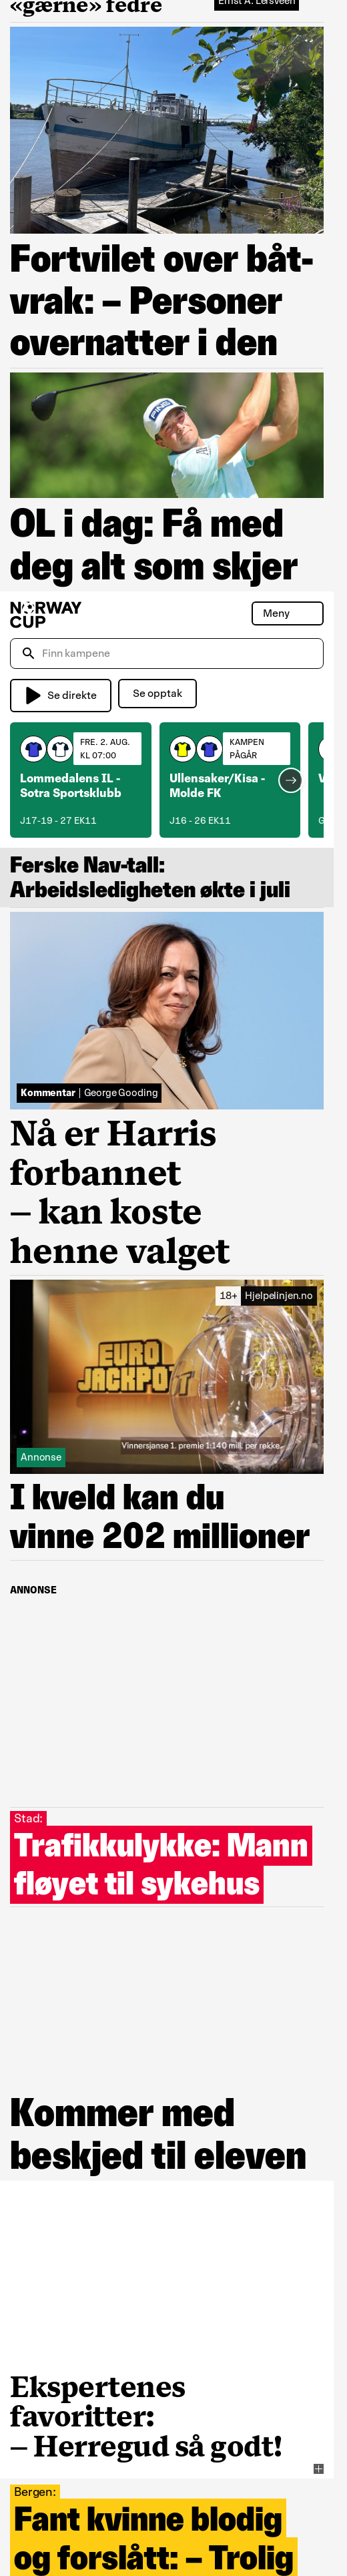 «gærne» fedre
Ernst A. Lersveen
Fortvilet over båt-
vrak: – Personer
overnatter i den
PING
OL i dag: Få med
deg alt som skjer
NORWAY
CUP
Meny
Finn kampene
Se direkte
Se opptak
FRE. 2. AUG.
KL 07:00
Lommedalens IL -
Sotra Sportsklubb
J17-19 - 27 EK11
KAMPEN
PÅGÅR
Ullensaker/Kisa -
Molde FK
J16 - 26 EK11
Ferske Nav-tall:
Arbeidsledigheten økte i juli
Kommentar | George Gooding
Nå er Harris
forbannet
– kan koste
henne valget
18+ Hjelpelinjen.no
EURO
JACKPOT
Vinnersjanse 1. premie 1:140 mill. per rekke.
Annonse
I kveld kan du
vinne 202 millioner
ANNONSE
Stad:
Trafikkulykke: Mann
fløyet til sykehus
Kommer med
beskjed til eleven
Ekspertenes
favoritter:
– Herregud så godt!
Bergen:
Fant kvinne blodig
og forslått: – Trolig